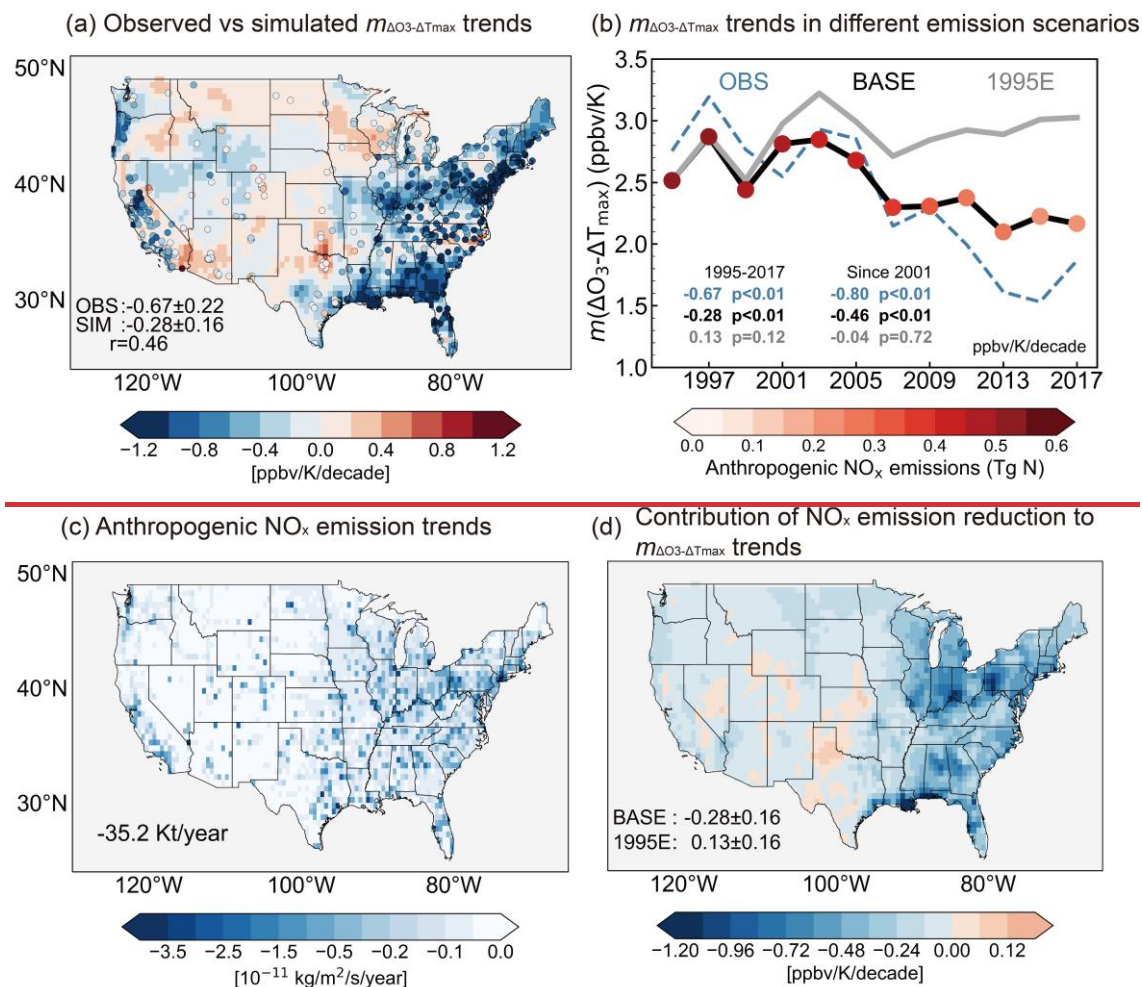 (a) Observed vs simulated mΔO3-ΔTmax trends
50°N
40°N
30°N
OBS:-0.67±0.22
SIM :-0.28±0.16
r=0.46
120°W 100°W 80°W
−1.2 −0.8 −0.4 0.0 0.4 0.8 1.2
[ppbv/K/decade]
(b) mΔO3-ΔTmax trends in different emission scenarios
m(ΔO₃-ΔTmax) (ppbv/K)
3.5
3.0
2.5
2.0
1.5
1.0
OBS BASE 1995E
1995-2017 Since 2001
-0.67 p<0.01 -0.80 p<0.01
-0.28 p<0.01 -0.46 p<0.01
0.13 p=0.12 -0.04 p=0.72
ppbv/K/decade
1997 2001 2005 2009 2013 2017
0.0 0.1 0.2 0.3 0.4 0.5 0.6
Anthropogenic NOₓ emissions (Tg N)
(c) Anthropogenic NOₓ emission trends
50°N
40°N
30°N
-35.2 Kt/year
120°W 100°W 80°W
−3.5 −2.5 −1.5 −0.5 −0.2 −0.1 0.0
[10⁻¹¹ kg/m²/s/year]
(d) Contribution of NOₓ emission reduction to
mΔO3-ΔTmax trends
BASE : -0.28±0.16
1995E: 0.13±0.16
120°W 100°W 80°W
−1.20 −0.96 −0.72 −0.48 −0.24 0.00 0.12
[ppbv/K/decade]